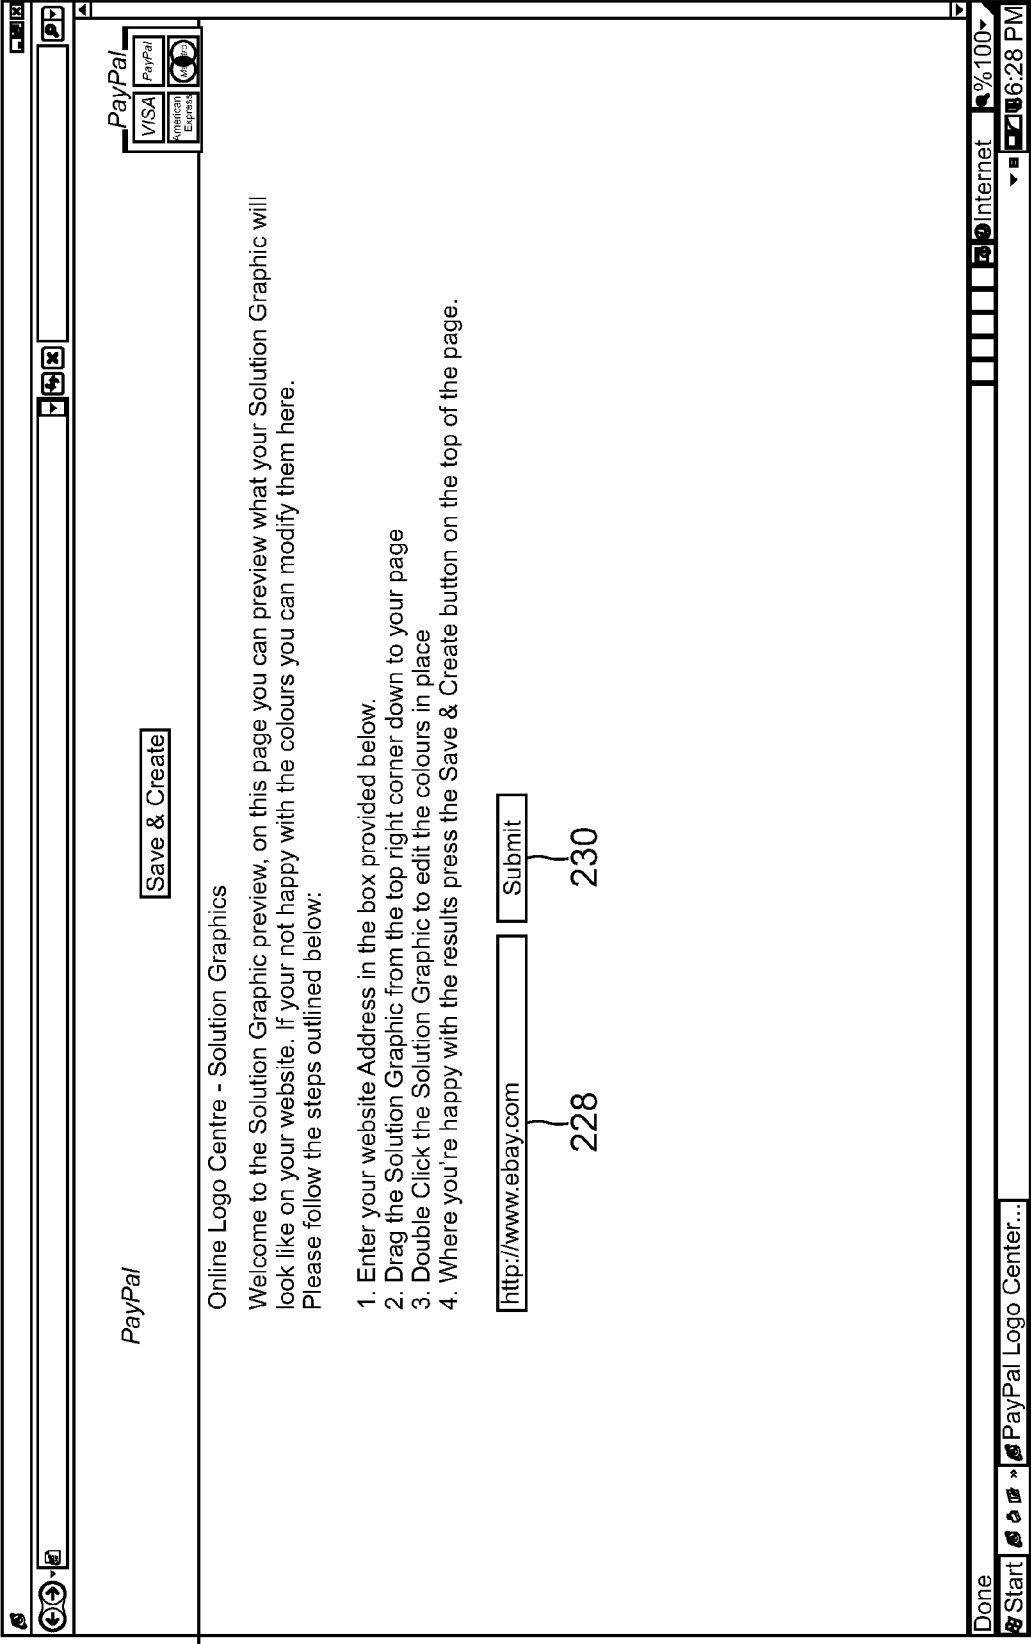 PayPal
Save & Create
PayPal
VISA
PayPal
American
Express
Maestro
Online Logo Centre - Solution Graphics
Welcome to the Solution Graphic preview, on this page you can preview what your Solution Graphic will
look like on your website. If your not happy with the colours you can modify them here.
Please follow the steps outlined below:
1. Enter your website Address in the box provided below.
2. Drag the Solution Graphic from the top right corner down to your page
3. Double Click the Solution Graphic to edit the colours in place
4. Where you're happy with the results press the Save & Create button on the top of the page.
http://www.ebay.com
Submit
228
230
Done
Internet
%100
Start
»
PayPal Logo Center...
6:28 PM